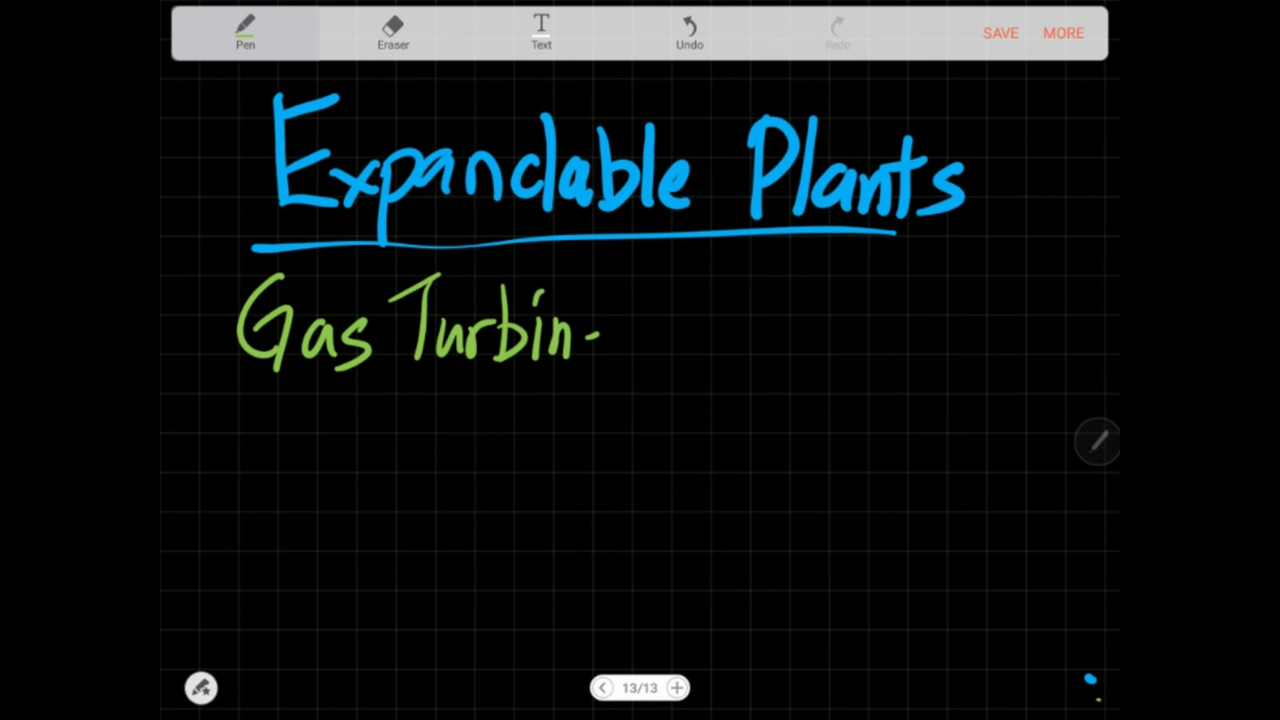 Pen Eraser Text Undo Redo SAVE MORE
Expandable Plants
Gas Turbin-
13/13